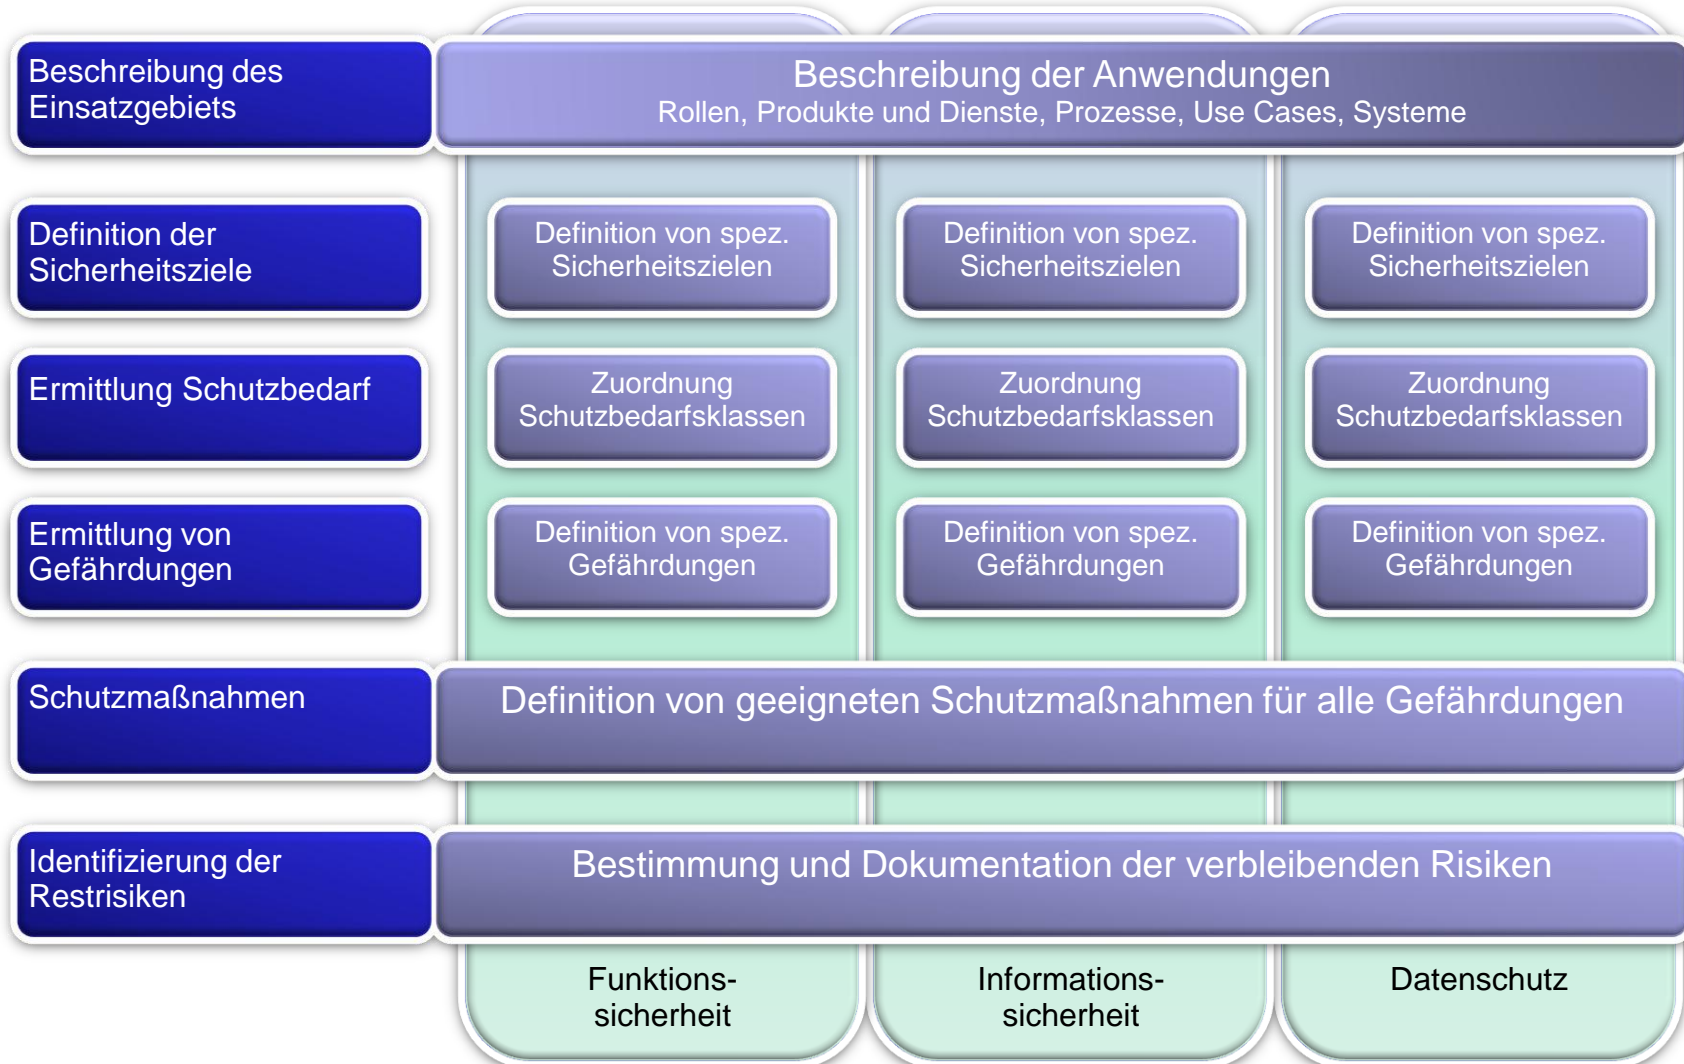 Beschreibung des
Einsatzgebiets
Beschreibung der Anwendungen
Rollen, Produkte und Dienste, Prozesse, Use Cases, Systeme
Definition der
Sicherheitsziele
Definition von spez.
Sicherheitszielen
Definition von spez.
Sicherheitszielen
Definition von spez.
Sicherheitszielen
Ermittlung Schutzbedarf
Zuordnung
Schutzbedarfsklassen
Zuordnung
Schutzbedarfsklassen
Zuordnung
Schutzbedarfsklassen
Ermittlung von
Gefährdungen
Definition von spez.
Gefährdungen
Definition von spez.
Gefährdungen
Definition von spez.
Gefährdungen
Schutzmaßnahmen
Definition von geeigneten Schutzmaßnahmen für alle Gefährdungen
Identifizierung der
Restrisiken
Bestimmung und Dokumentation der verbleibenden Risiken
Funktions-
sicherheit
Informations-
sicherheit
Datenschutz